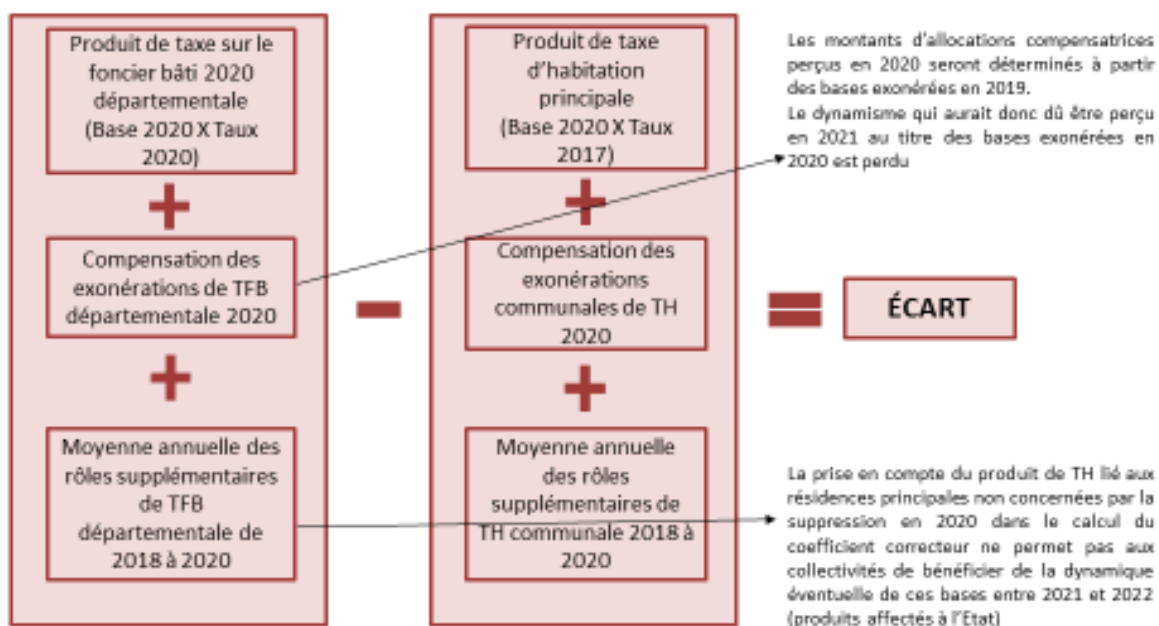 Produit de taxe sur le
foncier bâti 2020
départementale
(Base 2020 X Taux
2020)
+
Compensation des
exonérations de TFB
départementale 2020
+
Moyenne annuelle des
rôles supplémentaires
de TFB
départementale de
2018 à 2020
-
Produit de taxe
d'habitation
principale
(Base 2020 X Taux
2017)
+
Compensation des
exonérations
communales de TH
2020
+
Moyenne annuelle
des rôles
supplémentaires de
TH communale 2018 à
2020
=
ÉCART
Les montants d'allocations compensatrices
perçus en 2020 seront déterminés à partir
des bases exonérées en 2019.
Le dynamisme qui aurait donc dû être perçu
en 2021 au titre des bases exonérées en
2020 est perdu
La prise en compte du produit de TH lié aux
résidences principales non concernées par la
suppression en 2020 dans le calcul du
coefficient correcteur ne permet pas aux
collectivités de bénéficier de la dynamique
éventuelle de ces bases entre 2021 et 2022
(produits affectés à l'Etat)